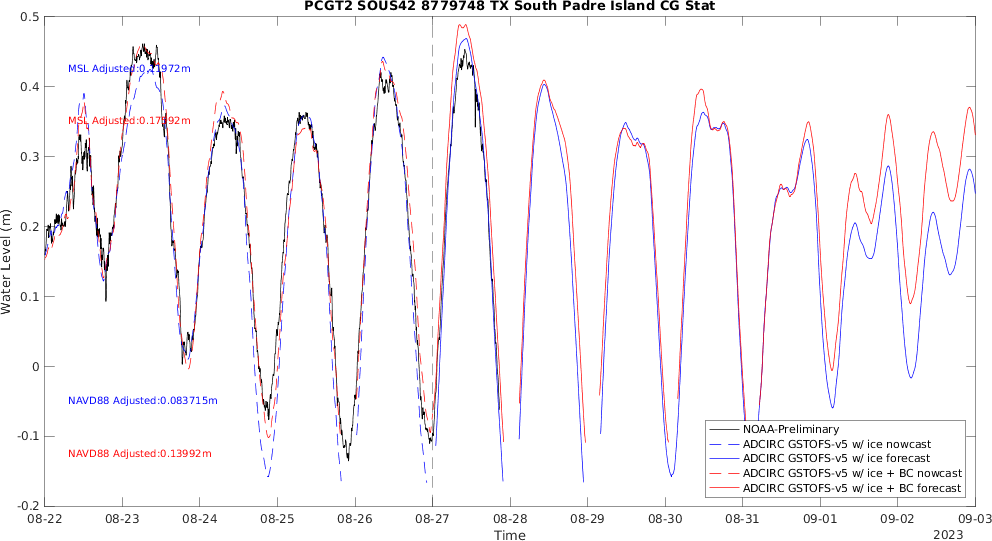 PCGT2 SOUS42 8779748 TX South Padre Island CG Stat
0.5
0.4
0.3
0.2
0.1
0
-0.1
-0.2
Water Level (m)
MSL Adjusted:
MSL Adjusted:
NAVD88 Adjusted:0.083715m
NAVD88 Adjusted:0.13992m
NOAA-Preliminary
ADCIRC GSTOFS-v5 w/ ice nowcast
ADCIRC GSTOFS-v5 w/ ice forecast
ADCIRC GSTOFS-v5 w/ ice + BC nowcast
ADCIRC GSTOFS-v5 w/ ice + BC forecast
08-22 08-23 08-24 08-25 08-26 08-27 08-28 08-29 08-30 08-31 09-01 09-02 09-03
Time
2023